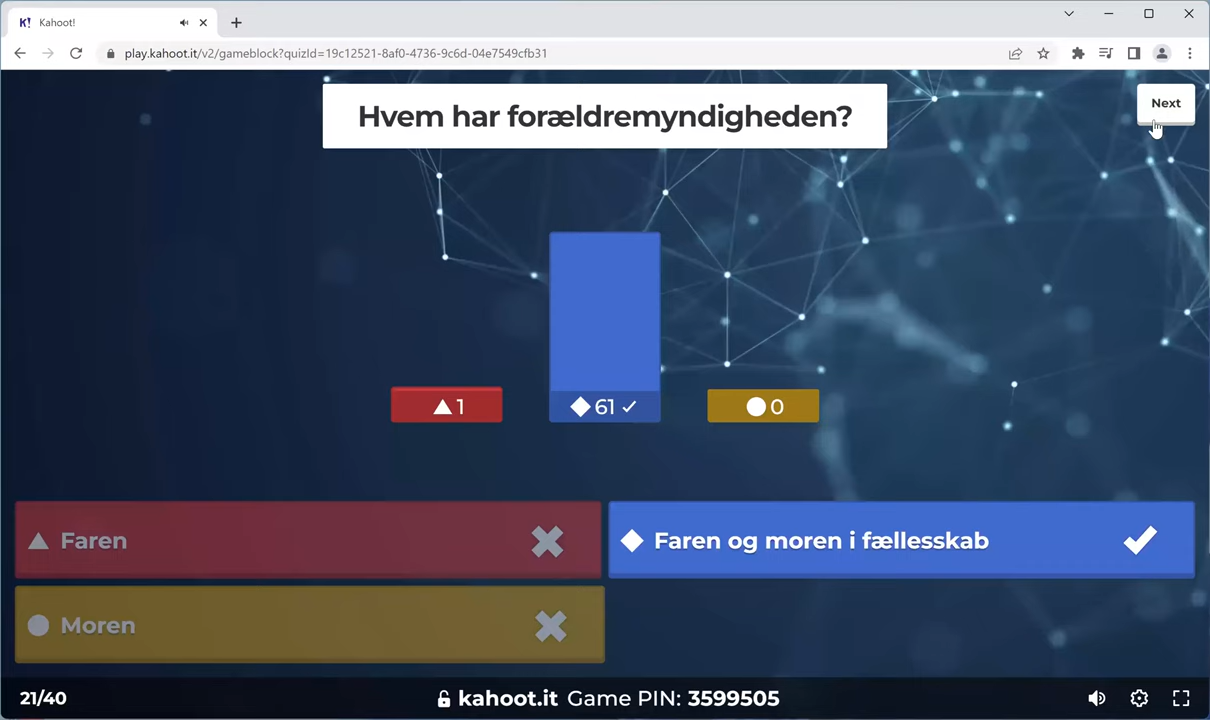 K! Kahoot!
play.kahoot.it/v2/gameblock?quizId=19c12521-8af0-4736-9c6d-04e7549cfb31
Hvem har forældremyndigheden?
Next
1
61
0
Faren
Faren og moren i fællesskab
Moren
21/40
kahoot.it Game PIN: 3599505